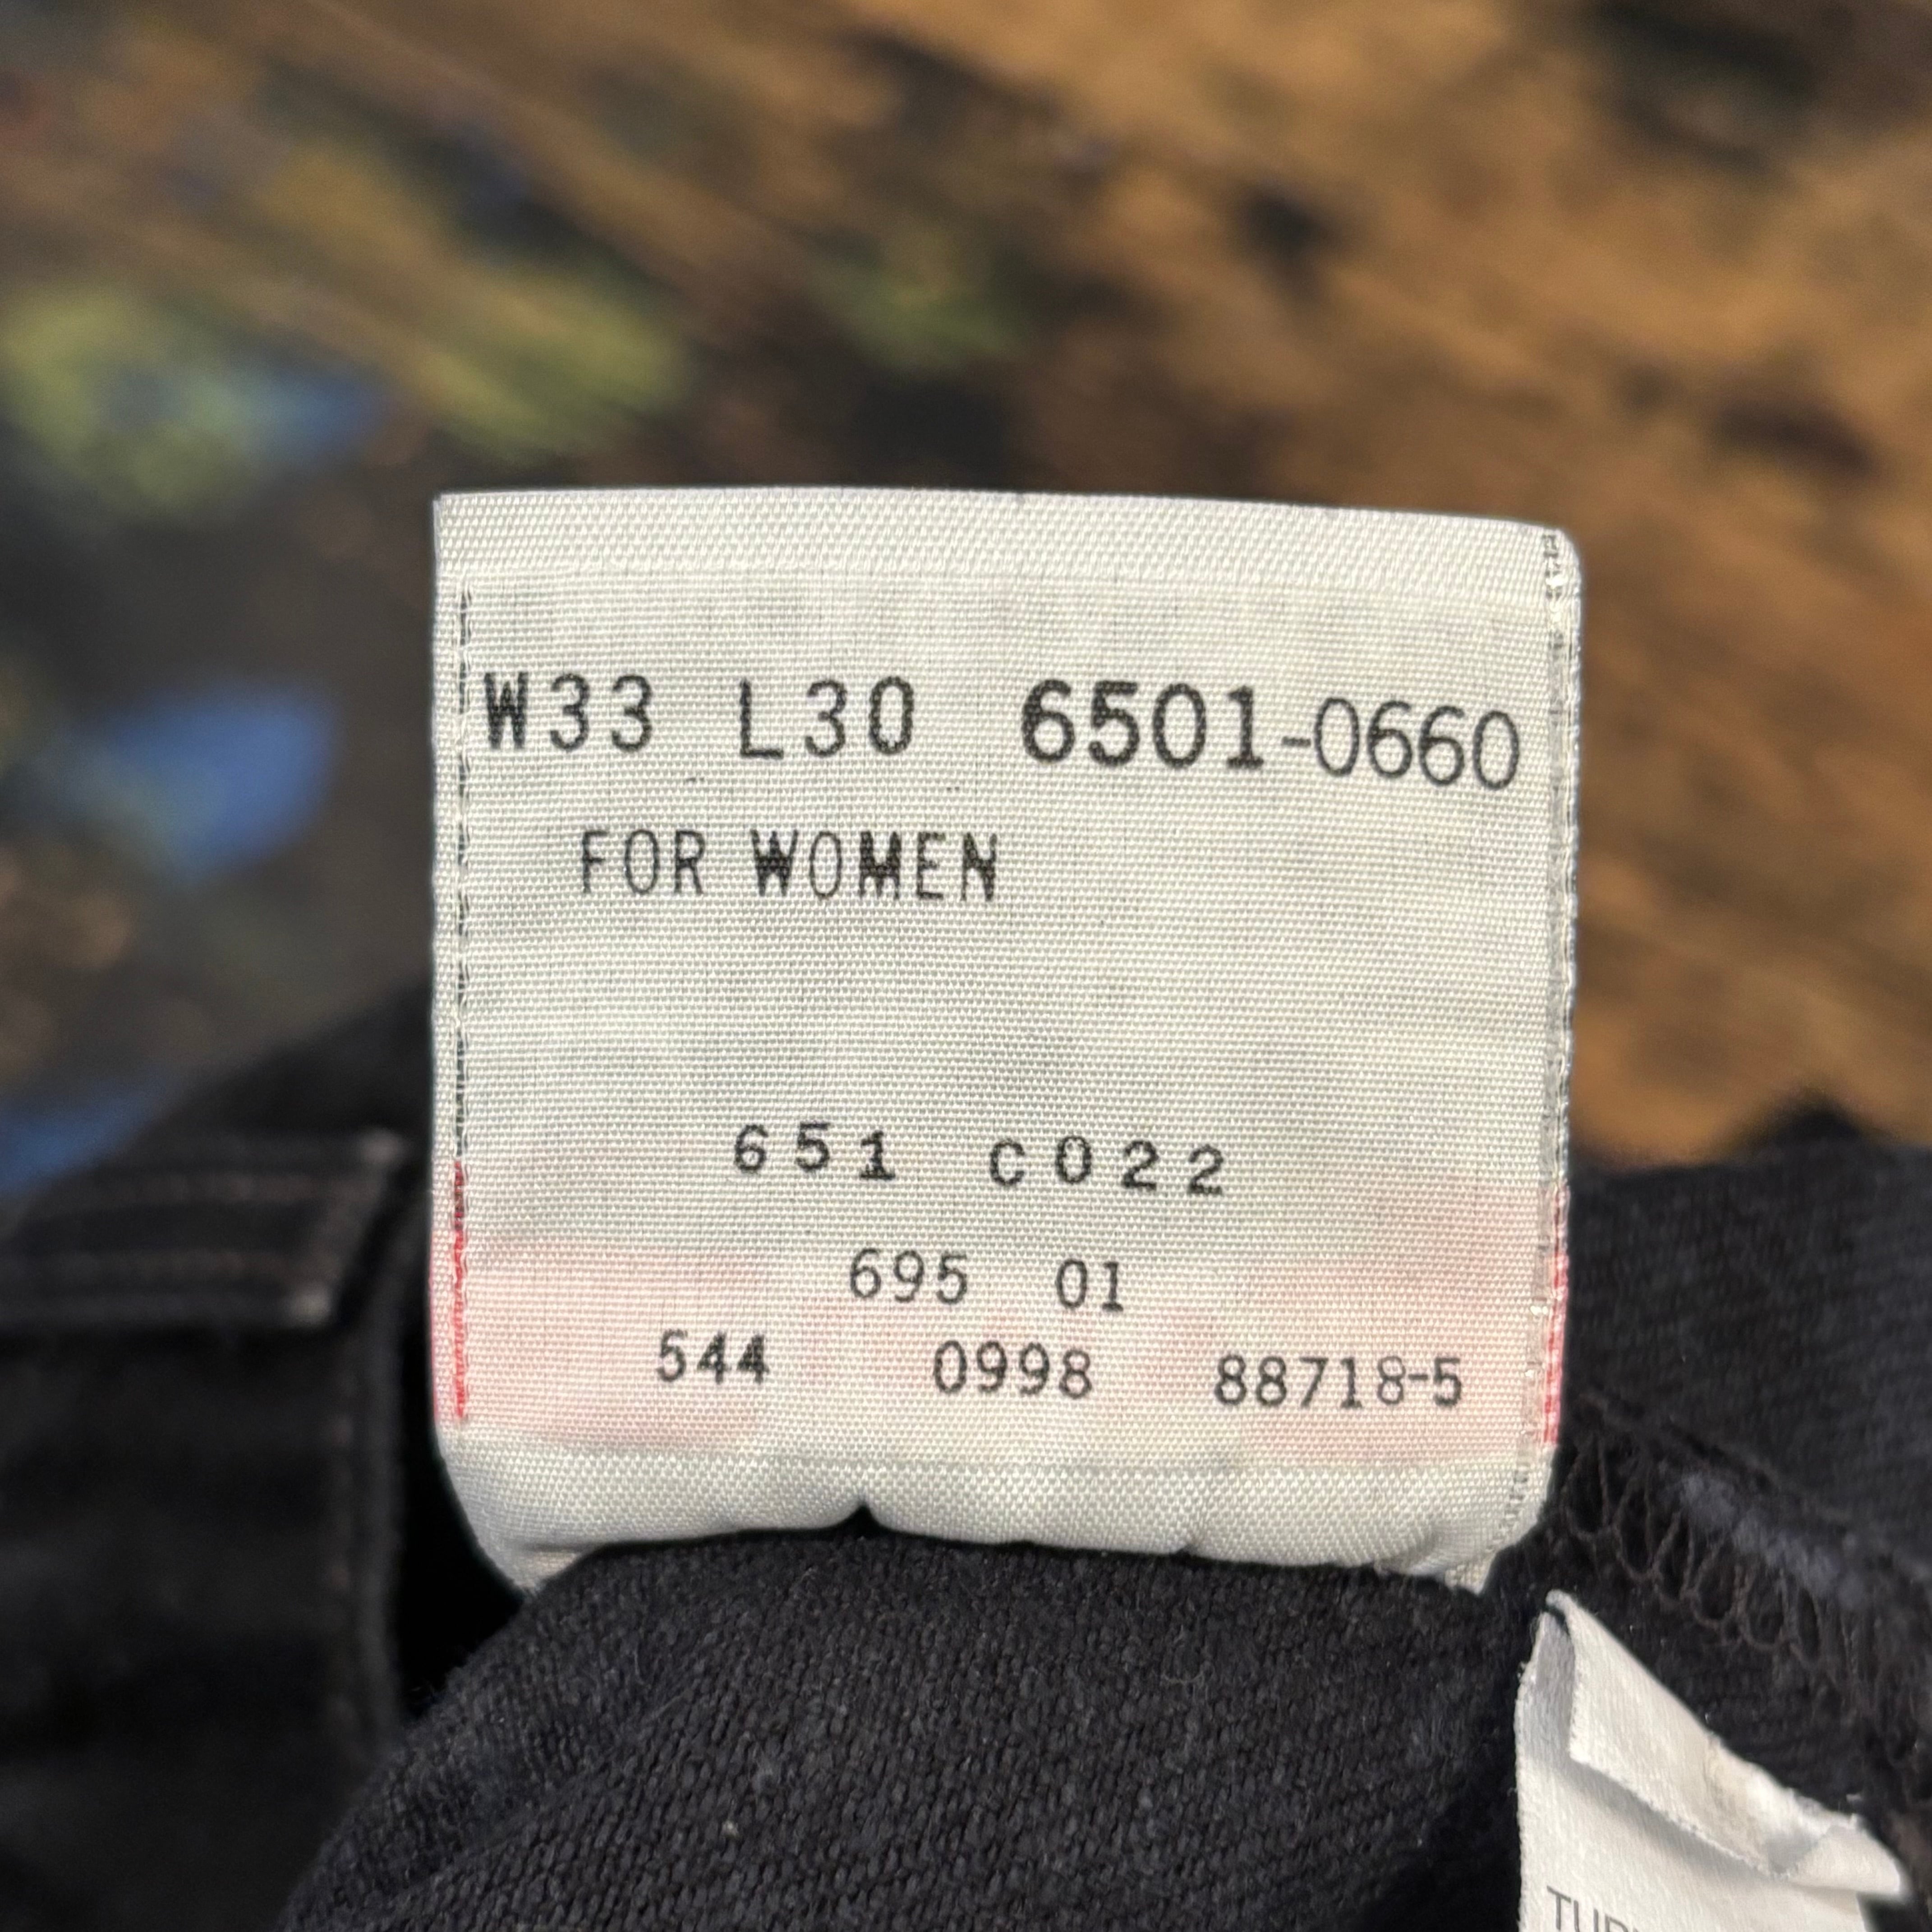 W33 L30 6501-0660
FOR WOMEN
651 C022
695 01
544 0998 88718-5